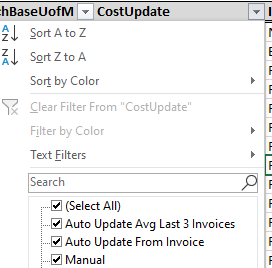 chBaseUofM CostUpdate
Sort A to Z
Sort Z to A
Sort by Color
Clear Filter From "CostUpdate"
Filter by Color
Text Filters
Search
(Select All)
Auto Update Avg Last 3 Invoices
Auto Update From Invoice
Manual